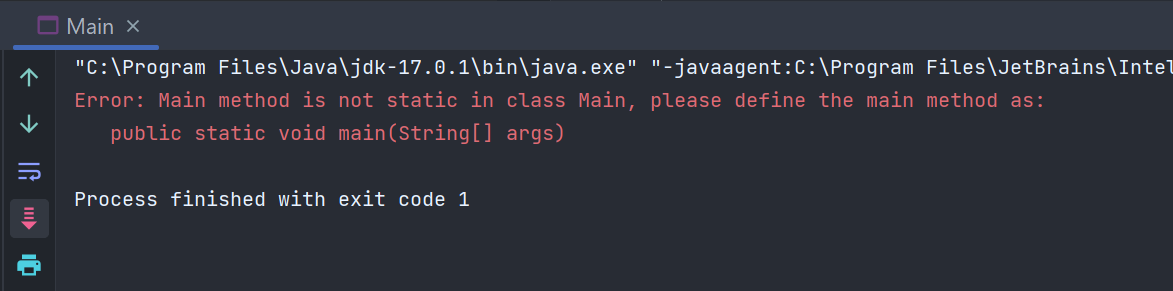 Main
"C:\Program Files\Java\jdk-17.0.1\bin\java.exe" "-javaagent:C:\Program Files\JetBrains\Intel
Error: Main method is not static in class Main, please define the main method as:
   public static void main(String[] args)
Process finished with exit code 1